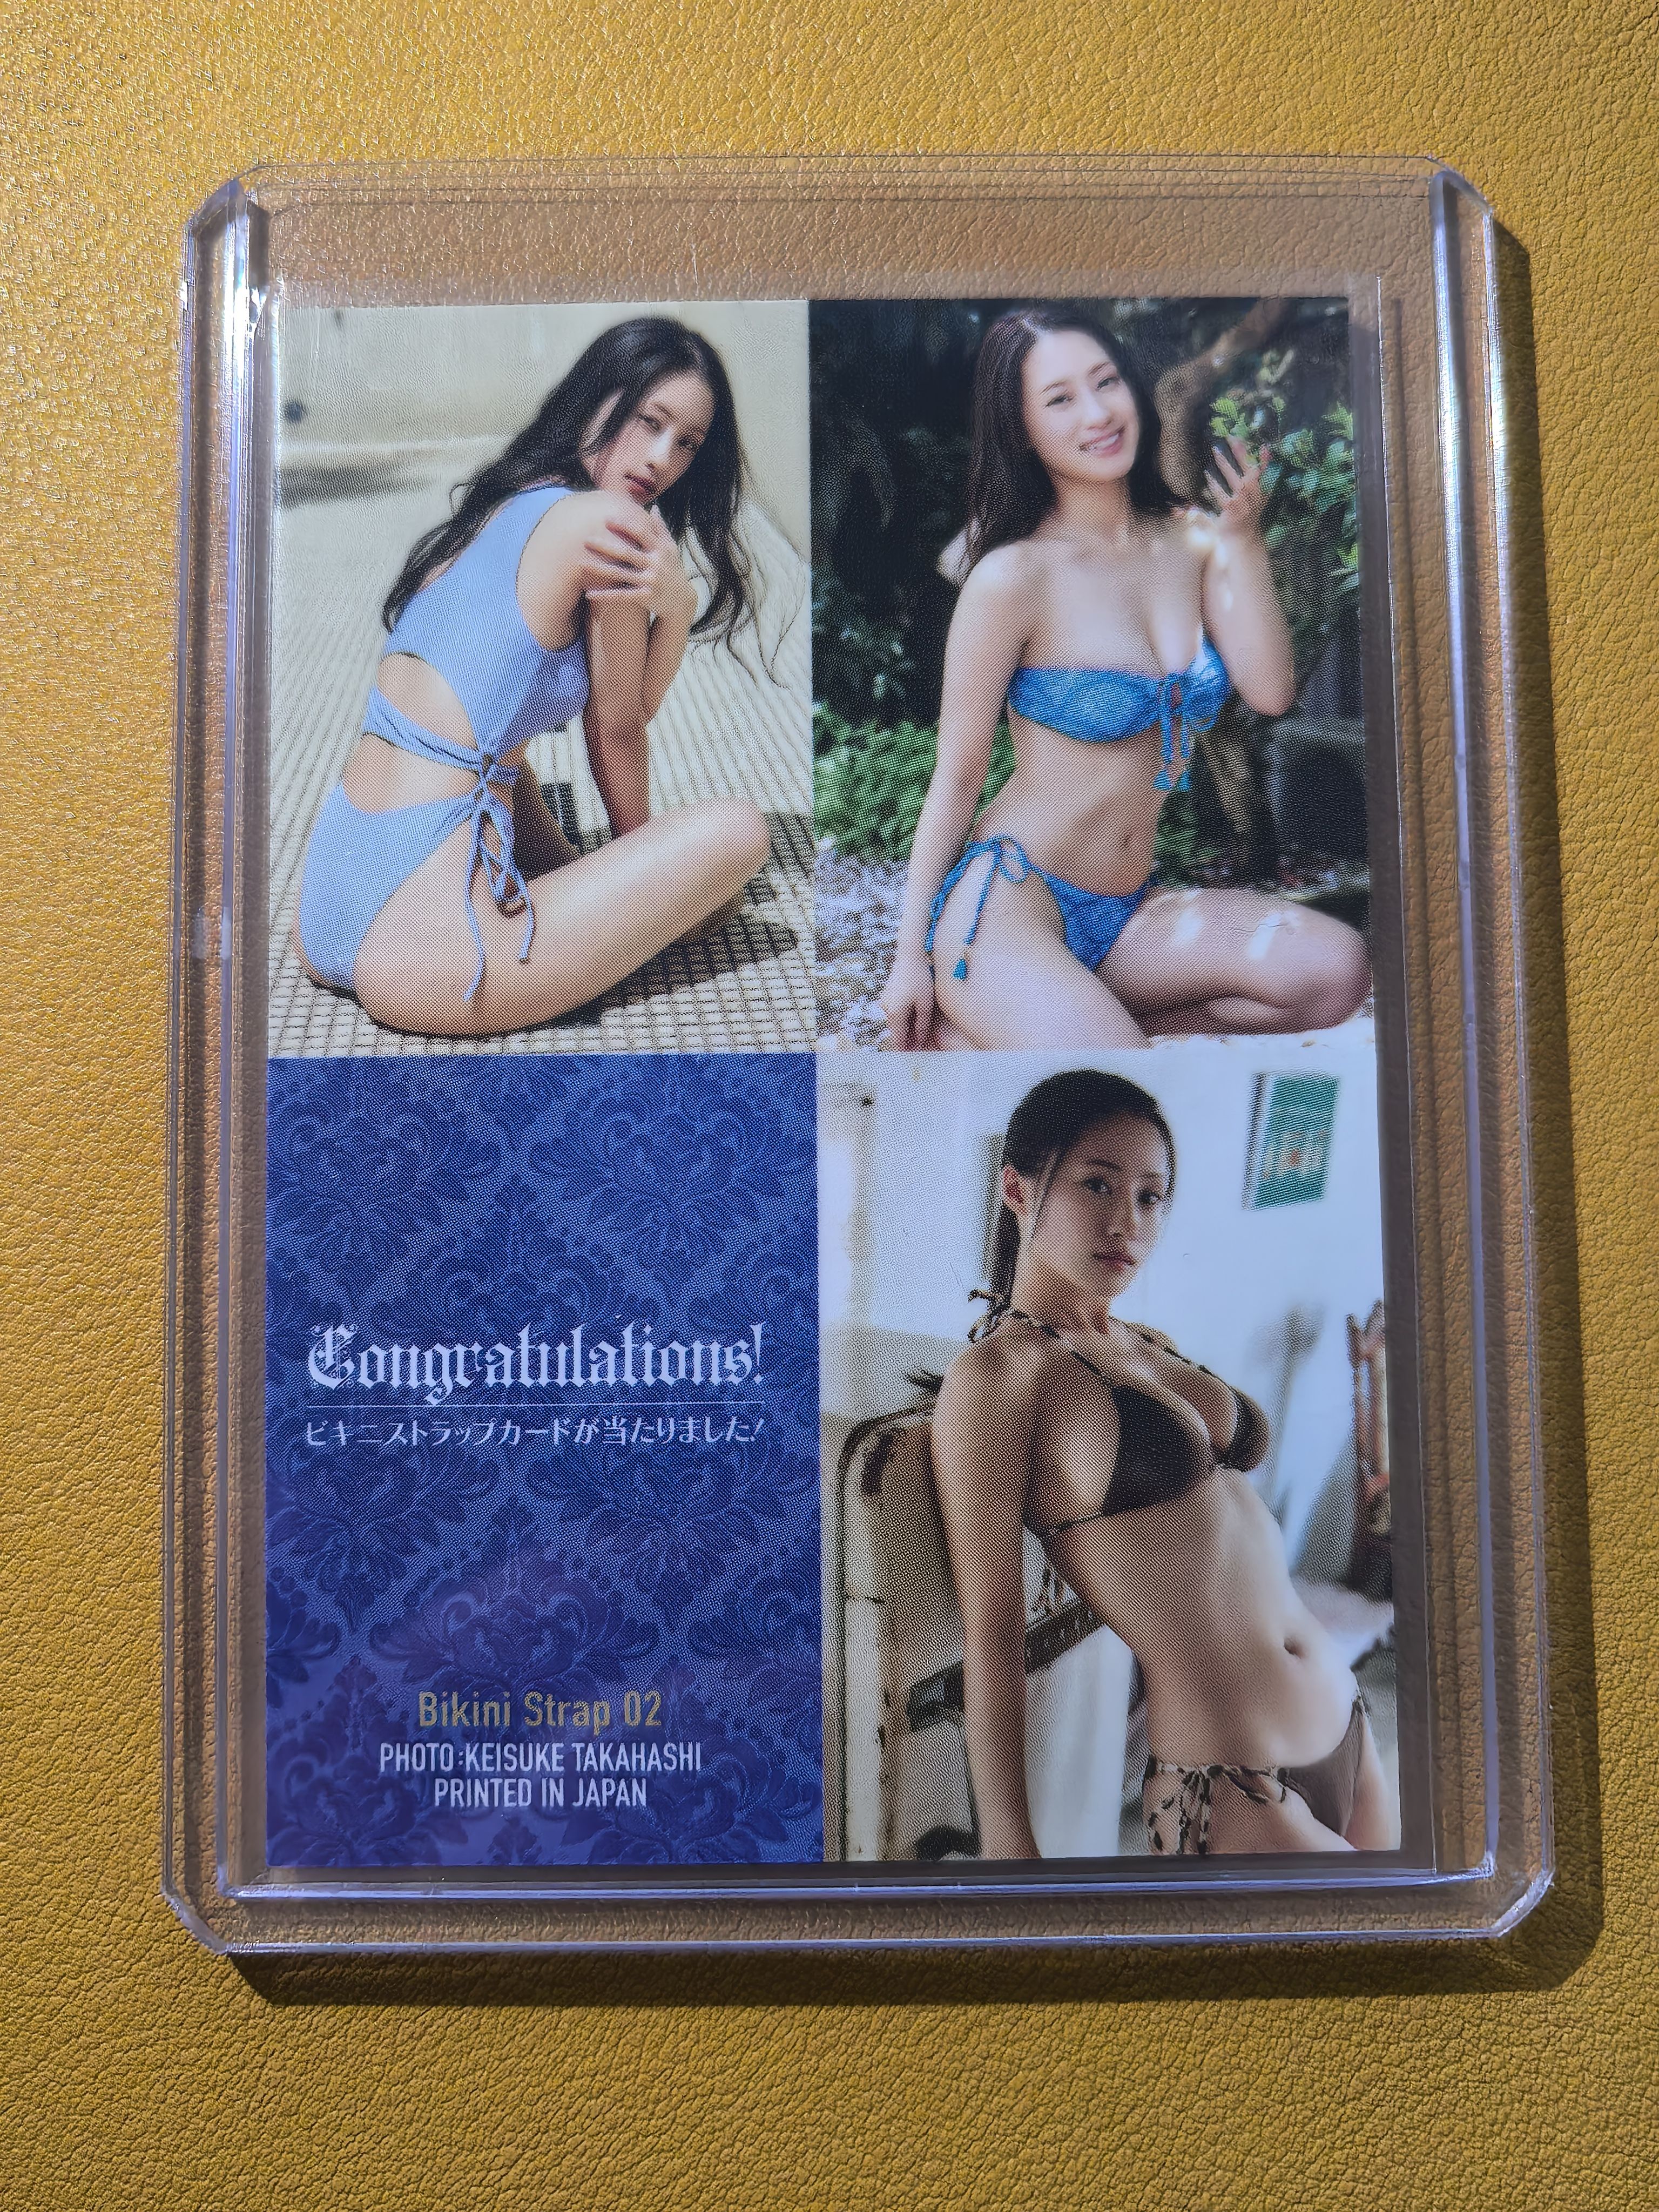 Congratulations!
ビキニストラップカードが当たりました!
Bikini Strap 02
PHOTO:KEISUKE TAKAHASHI
PRINTED IN JAPAN